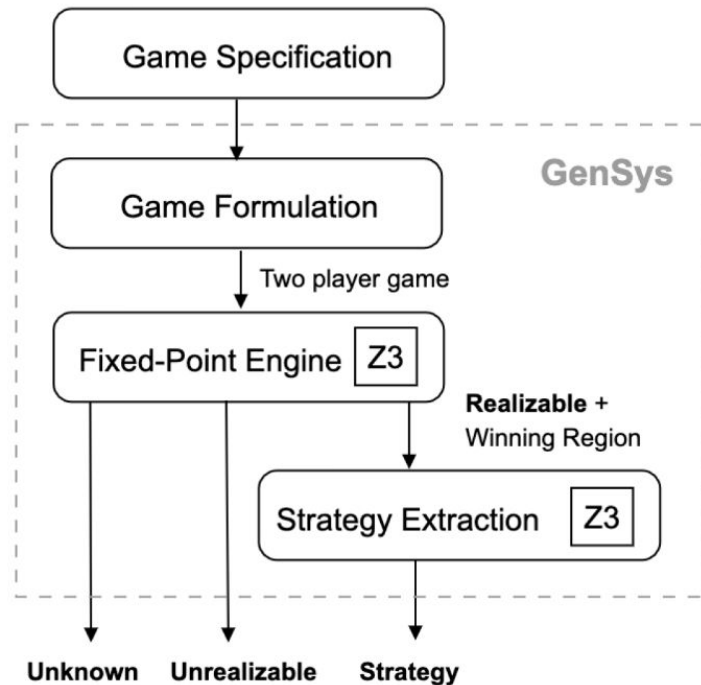 Game Specification
GenSys
Game Formulation
Two player game
Fixed-Point Engine Z3
Realizable +
Winning Region
Strategy Extraction Z3
Unknown Unrealizable Strategy